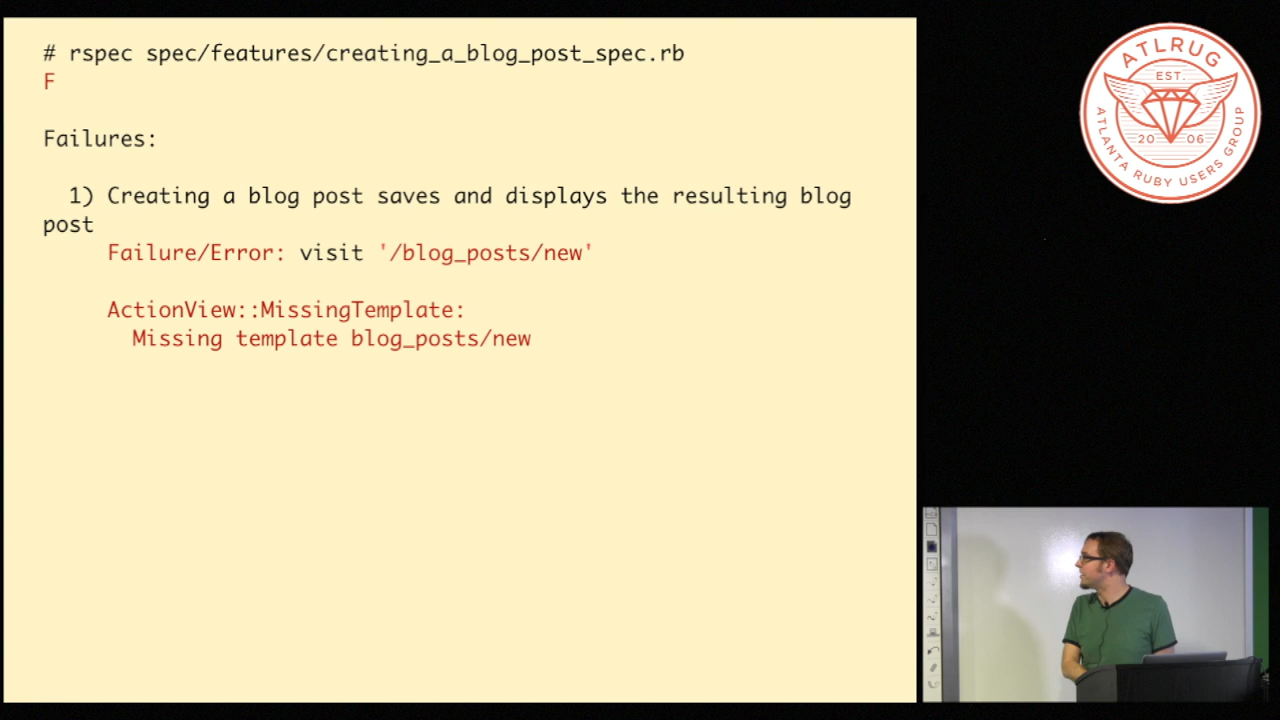 # rspec spec/features/creating_a_blog_post_spec.rb
F
Failures:
1) Creating a blog post saves and displays the resulting blog
post
Failure/Error: visit '/blog_posts/new'
ActionView::MissingTemplate:
Missing template blog_posts/new
ATLRUG
EST.
20 06
ATLANTA RUBY USERS GROUP